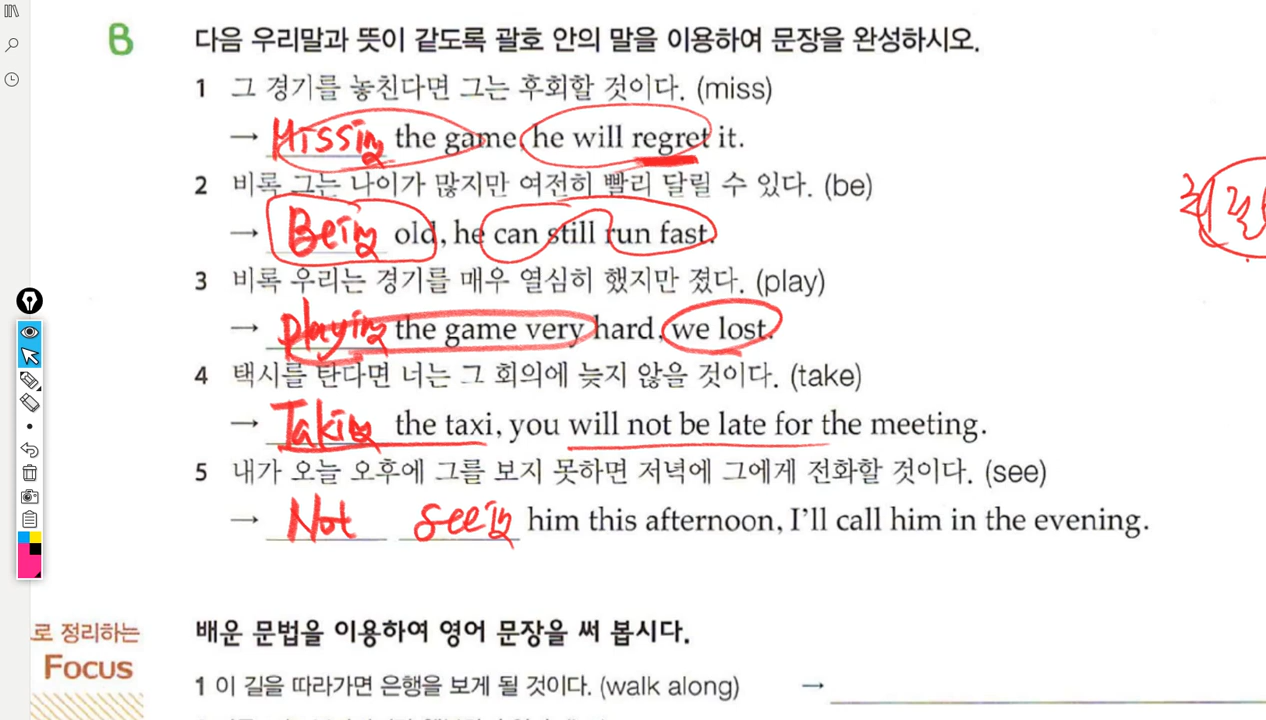 B 다음 우리말과 뜻이 같도록 괄호 안의 말을 이용하여 문장을 완성하시오.
1 그 경기를 놓친다면 그는 후회할 것이다. (miss)
→ Missing the game, he will regret it.
2 비록 그는 나이가 많지만 여전히 빨리 달릴 수 있다. (be)
→ Being old, he can still run fast.
3 비록 우리는 경기를 매우 열심히 했지만 졌다. (play)
→ playing the game very hard, we lost.
4 택시를 탄다면 너는 그 회의에 늦지 않을 것이다. (take)
→ Taking the taxi, you will not be late for the meeting.
5 내가 오늘 오후에 그를 보지 못하면 저녁에 그에게 전화할 것이다. (see)
→ Not seeing him this afternoon, I'll call him in the evening.
로 정리하는
Focus
배운 문법을 이용하여 영어 문장을 써 봅시다.
1 이 길을 따라가면 은행을 보게 될 것이다. (walk along) →